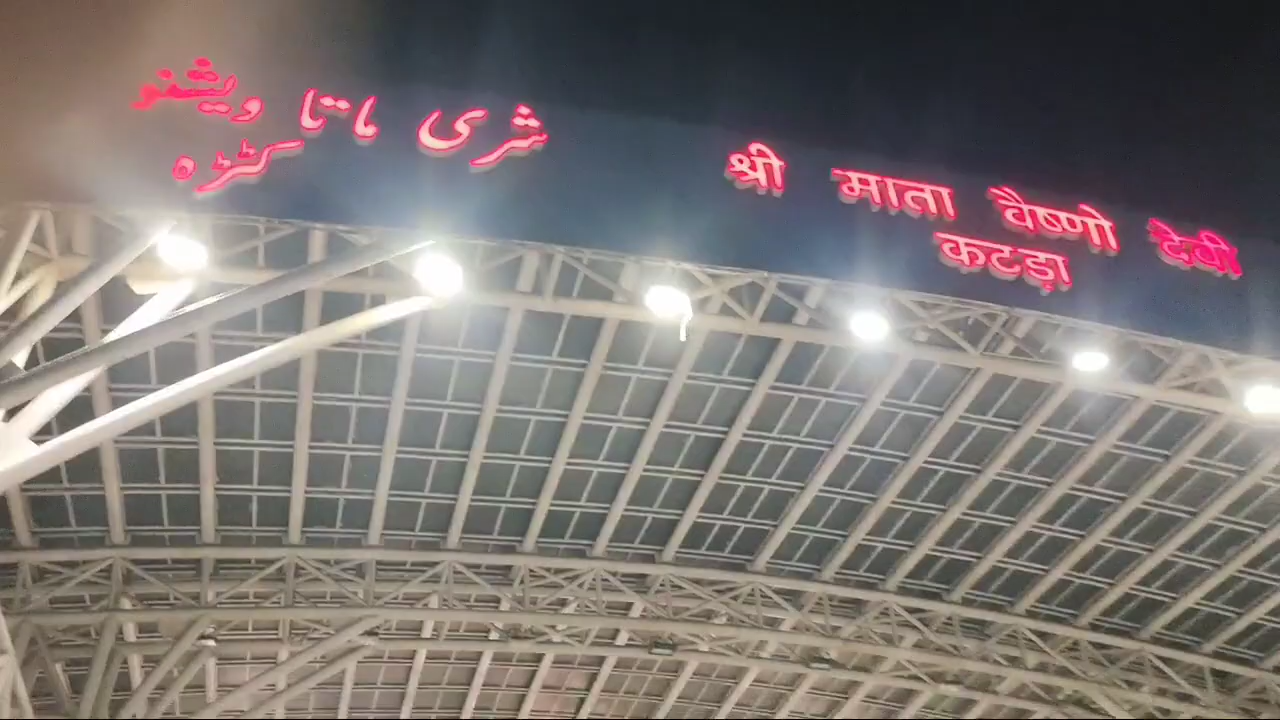 شری ماتا ویشنو
کٹڑہ
श्री माता वैष्णो देवी
कटड़ा